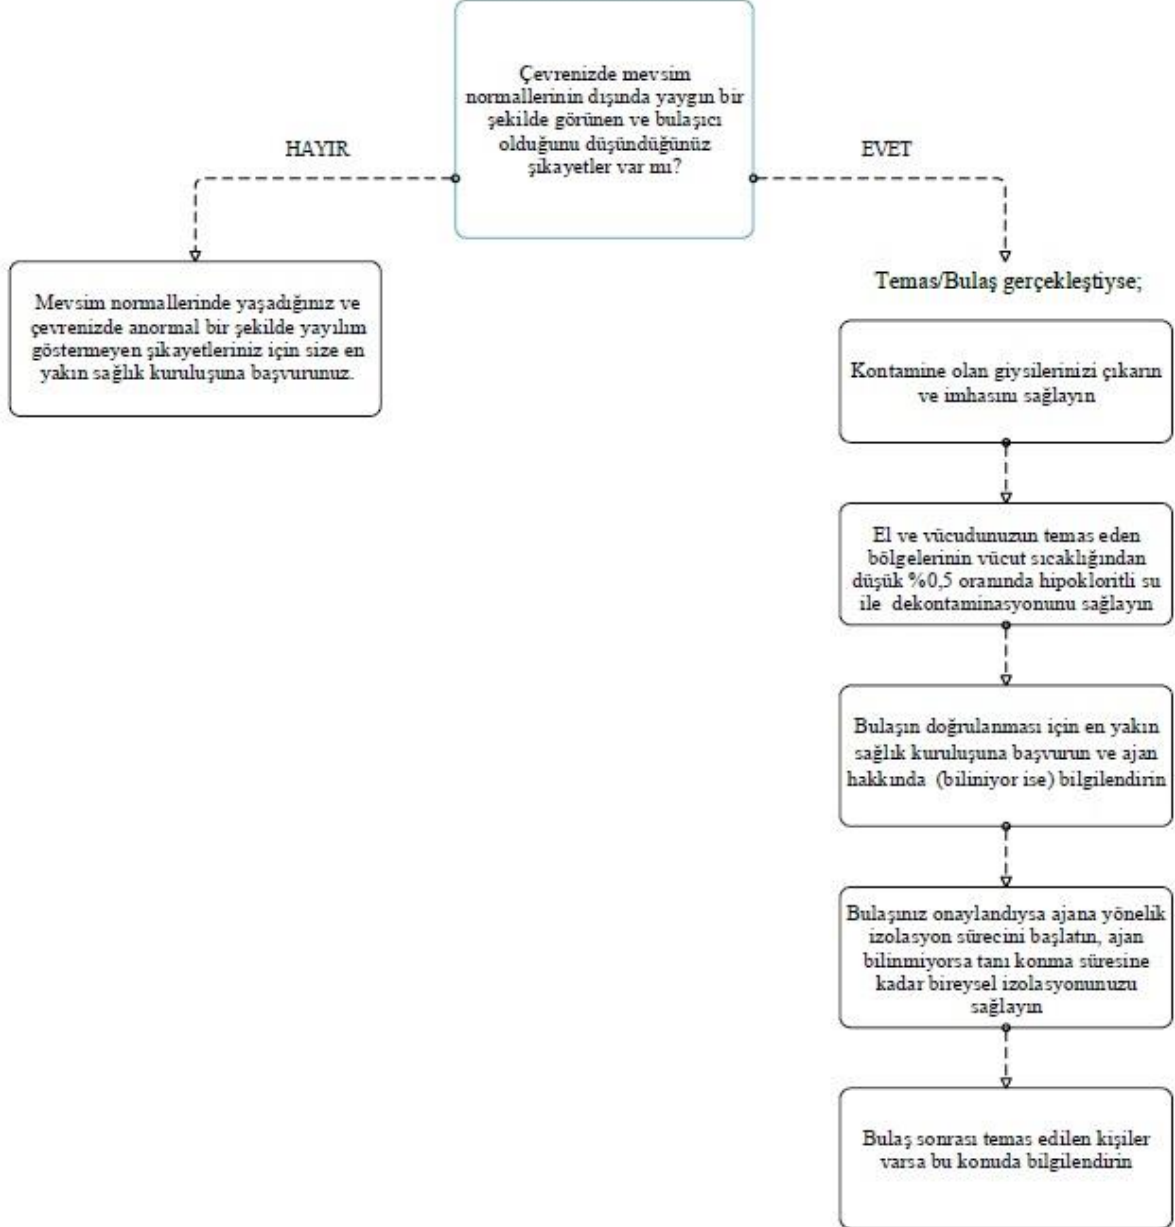 Çevrenizde mevsim
normallerinin dışında yaygın bir
şekilde görünen ve bulaşıcı
olduğunu düşündüğünüz
şikayetler var mı?
HAYIR
EVET
Mevsim normallerinde yaşadığınız ve
çevrenizde anormal bir şekilde yayılım
göstermeyen şikayetleriniz için size en
yakın sağlık kuruluşuna başvurunuz.
Temas/Bulaş gerçekleştiyse;
Kontamine olan giysilerinizi çıkarın
ve imhasını sağlayın
El ve vücudunuzun temas eden
bölgelerinin vücut sıcaklığından
düşük %0,5 oranında hipokloritli su
ile dekontaminasyonunu sağlayın
Bulaşın doğrulanması için en yakın
sağlık kuruluşuna başvurun ve ajan
hakkında (biliniyor ise) bilgilendirin
Bulaşınız onaylandıysa ajana yönelik
izolasyon sürecini başlatın, ajan
bilinmiyorsa tanı konma süresine
kadar bireysel izolasyonunuzu
sağlayın
Bulaş sonrası temas edilen kişiler
varsa bu konuda bilgilendirin